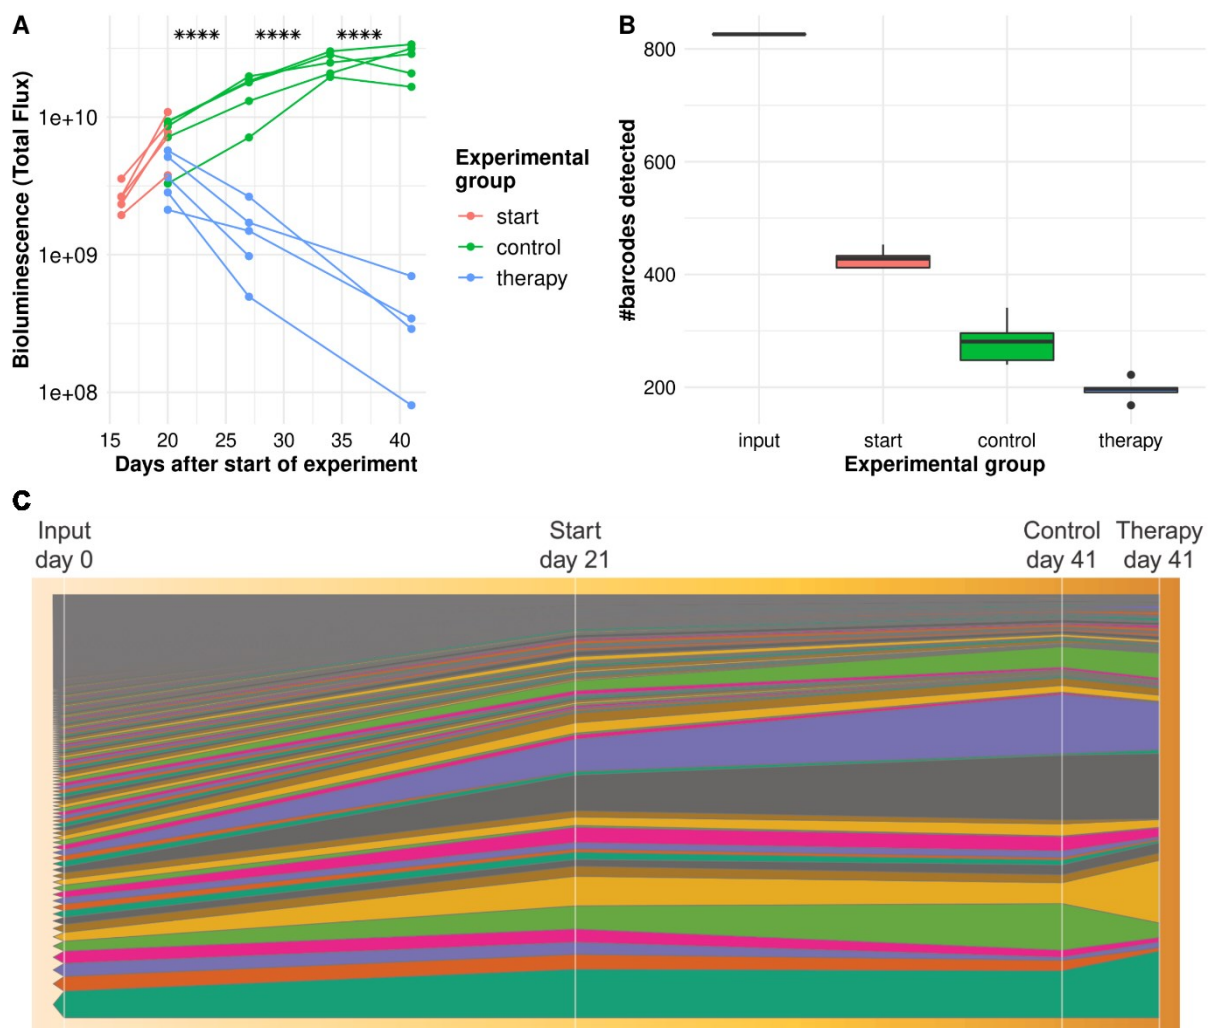 A
**** **** ****
Bioluminescence (Total Flux)
1e+10
1e+09
1e+08
15 20 25 30 35 40
Days after start of experiment
Experimental
group
start
control
therapy
B
#barcodes detected
800
600
400
200
input start control therapy
Experimental group
C
Input Start Control Therapy
day 0 day 21 day 41 day 41